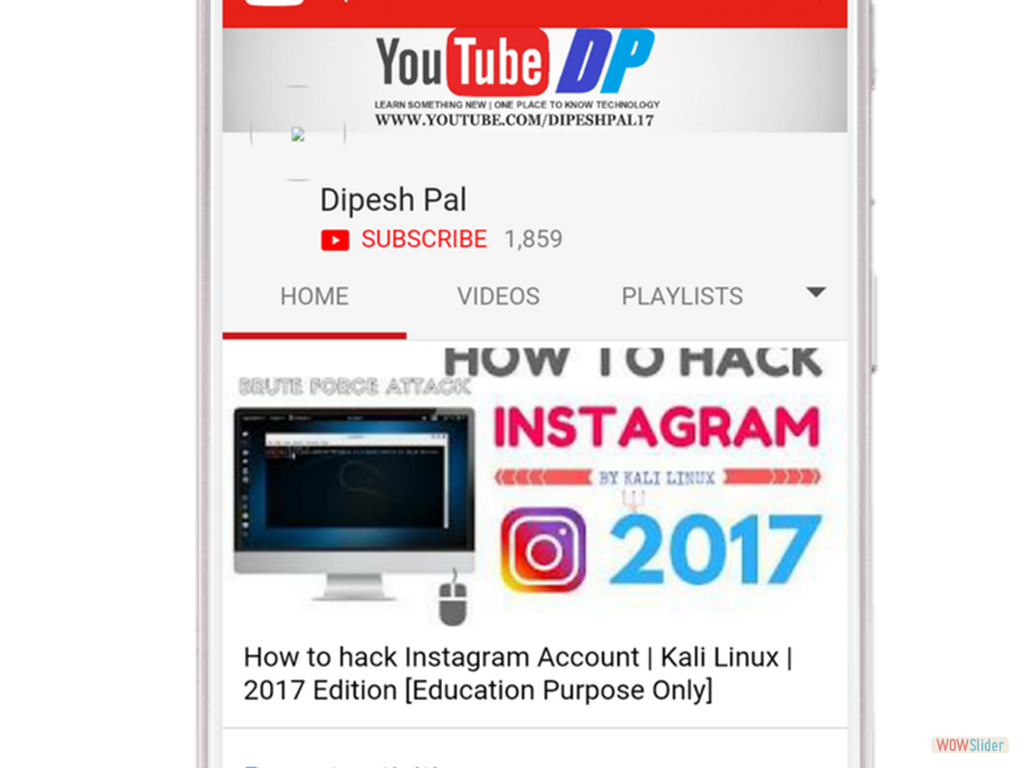 YouTube DP
LEARN SOMETHING NEW | ONE PLACE TO KNOW TECHNOLOGY
WWW.YOUTUBE.COM/DIPESHPAL17
Dipesh Pal
SUBSCRIBE 1,859
HOME VIDEOS PLAYLISTS
HOW TO HACK
BRUTE FORCE ATTACK
INSTAGRAM
BY KALI LINUX
2017
How to hack Instagram Account | Kali Linux |
2017 Edition [Education Purpose Only]
WOWSlider